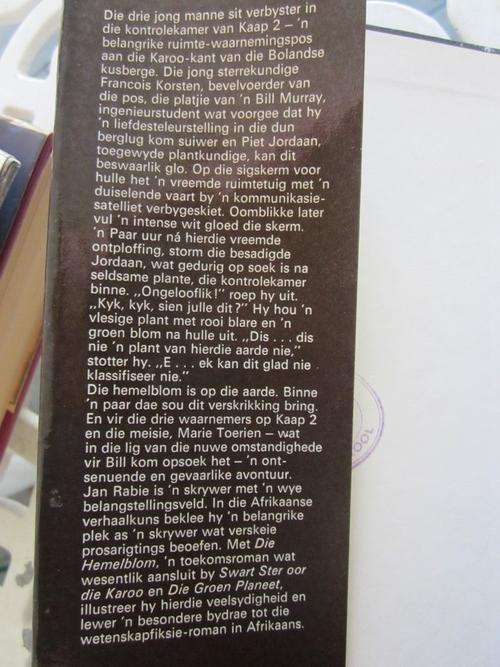 Die drie jong manne sit verbyster in
die kontrolekamer van Kaap 2 – 'n
belangrike ruimte-waarnemingspos
aan die Karoo-kant van die Bolandse
kusberge. Die jong sterrekundige
Francois Korsten, bevelvoerder van
die pos, die platjie van 'n Bill Murray,
ingenieurstudent wat voorgee dat hy
'n liefdesteleurstelling in die dun
berglug kom suiwer en Piet Jordaan,
toegewyde plantkundige, kan dit
beswaarlik glo. Op die sigskerm voor
hulle het 'n vreemde ruimtetuig met 'n
duiselende vaart by 'n kommunikasie-
satelliet verbygeskiet. Oomblikke later
vul 'n intense wit gloed die skerm.
'n Paar uur ná hierdie vreemde
ontploffing, storm die besadigde
Jordaan, wat gedurig op soek is na
seldsame plante, die kontrolekamer
binne. „Ongelooflik!" roep hy uit.
„Kyk, kyk, sien julle dit?" Hy hou 'n
vlesige plant met rooi blare en 'n
groen blom na hulle uit. „Dis . . . dis
nie 'n plant van hierdie aarde nie,"
stotter hy. „E . . . ek kan dit glad nie
klassifiseer nie."
Die hemelblom is op die aarde. Binne
'n paar dae sou dit verskrikking bring.
En vir die drie waarnemers op Kaap 2
en die meisie, Marie Toerien – wat
in die lig van die nuwe omstandighede
vir Bill kom opsoek het – 'n ont-
senuende en gevaarlike avontuur.
Jan Rabie is 'n skrywer met 'n wye
belangstellingsveld. In die Afrikaanse
verhaalkuns beklee hy 'n belangrike
plek as 'n skrywer wat verskeie
prosarigtings beoefen. Met Die
Hemelblom, 'n toekomsroman wat
wesentlik aansluit by Swart Ster oor
die Karoo en Die Groen Planeet,
illustreer hy hierdie veelsydigheid en
lewer 'n besondere bydrae tot die
wetenskapfiksie-roman in Afrikaans.